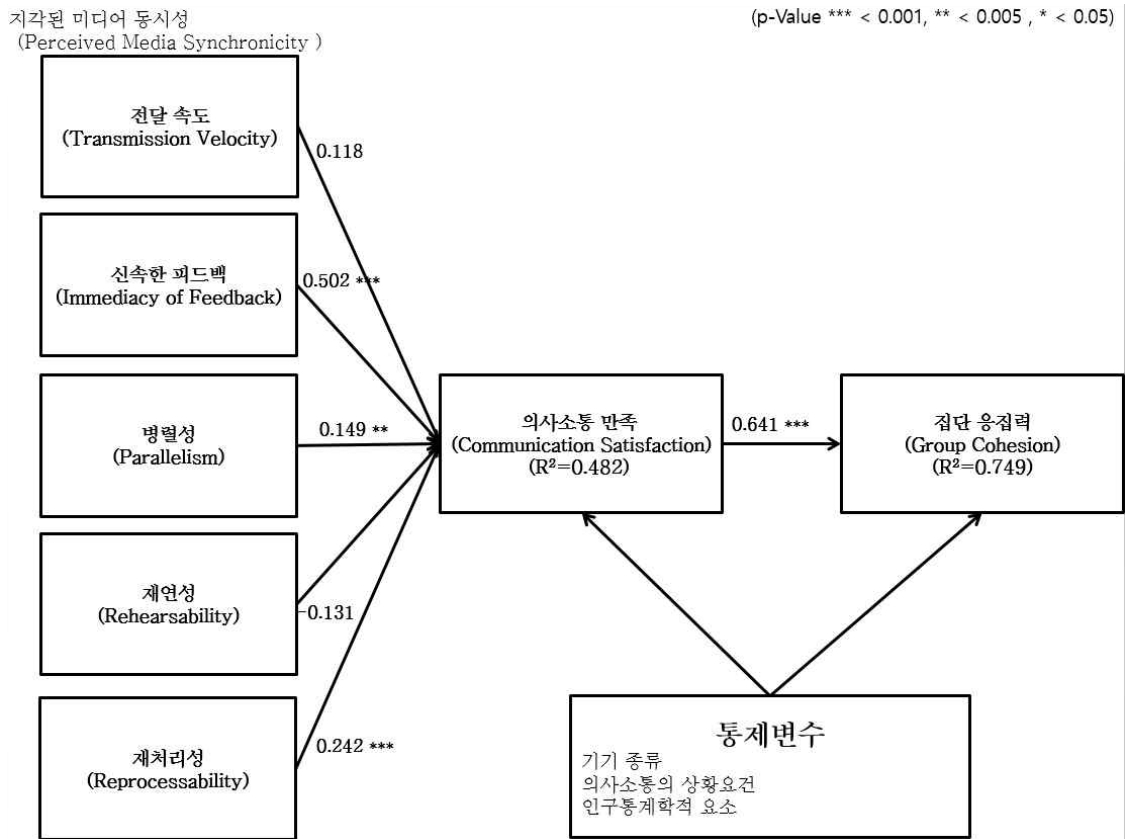 지각된 미디어 동시성
(Perceived Media Synchronicity )
(p-Value *** < 0.001, ** < 0.005 , * < 0.05)
전달 속도
(Transmission Velocity)
0.118
신속한 피드백
(Immediacy of Feedback)
0.502 ***
병렬성
(Parallelism)
0.149 **
의사소통 만족
(Communication Satisfaction)
(R²=0.482)
0.641 ***
집단 응집력
(Group Cohesion)
(R²=0.749)
재연성
(Rehearsability)
-0.131
재처리성
(Reprocessability)
0.242 ***
통제변수
기기 종류
의사소통의 상황요건
인구통계학적 요소